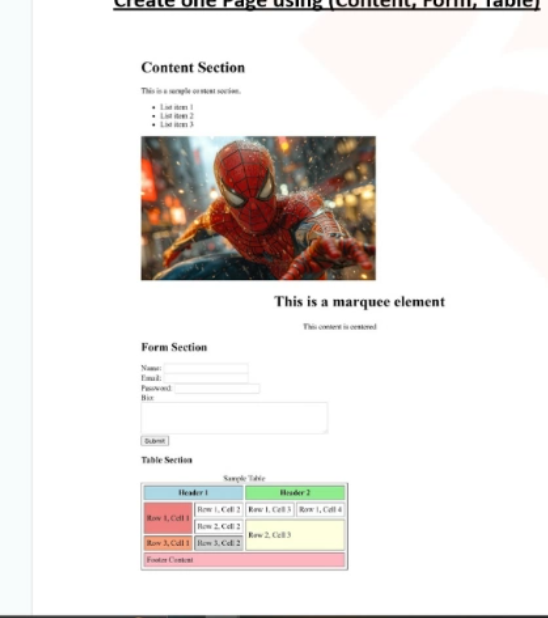 Create one Page using (Content, Form, Table)
Content Section
This is a sample content section.
• List item 1
• List item 2
• List item 3
This is a marquee element
This content is centered
Form Section
Name:
Email:
Password:
Bio:
Submit
Table Section
Sample Table
Header 1 Header 2
Row 1, Cell 1 Row 1, Cell 2 Row 1, Cell 3 Row 1, Cell 4
Row 2, Cell 2 Row 2, Cell 3
Row 3, Cell 1 Row 3, Cell 2
Footer Content